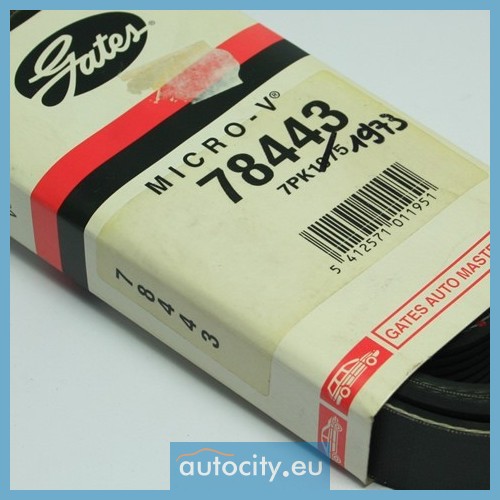 Gates
MICRO-V®
78443
7PK1975 1973
5 412571 011951
78443
GATES AUTO MASTE
autocity.eu